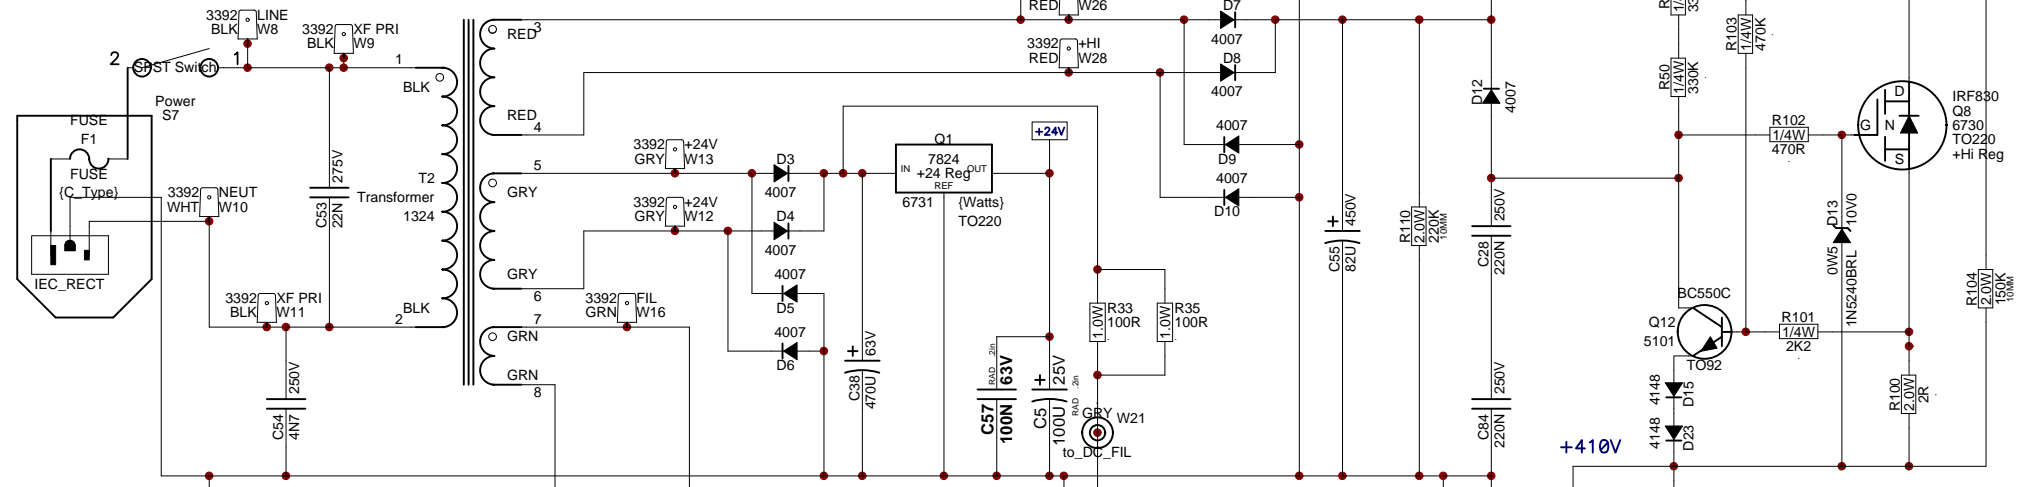 3392 LINE
BLK W8
3392 XF PRI
BLK W9
2
1
SPST Switch
Power
S7
FUSE
F1
FUSE
{C_Type}
IEC_RECT
3392 NEUT
WHT W10
3392 XF PRI
BLK W11
C54
4N7
250V
C53
22N
275V
1
BLK
T2
Transformer
1324
BLK
2
RED
3
RED
4
5
GRY
GRY
6
7
GRN
GRN
8
3392 +24V
GRY W13
3392 +24V
GRY W12
3392 FIL
GRN W16
D3
4007
D4
4007
4007
D5
4007
D6
C38
470U
63V
Q1
7824
+24 Reg
IN
OUT
REF
6731
{Watts}
TO220
+24V
C57
100N
63V
RAD .2in
C5
100U
25V
RAD .2in
R33
100R
1.0W
R35
100R
1.0W
GRY W21
to_DC_FIL
RED W26
3392 +HI
RED W28
D7
4007
D8
4007
4007
D9
4007
D10
C55
82U
450V
R110
2.0W
220K
10MM
D12
4007
C28
220N
250V
C84
220N
250V
+410V
1/4W
R50
1/4W
330K
R103
1/4W
470K
R102
1/4W
470R
G
D
N
S
IRF830
Q8
6730
TO220
+Hi Reg
D13
10V0
0W5
1N5240BRL
BC550C
Q12
5101
TO92
R101
1/4W
2K2
4148
D15
4148
D23
R100
2.0W
2R
R104
2.0W
150K
10MM